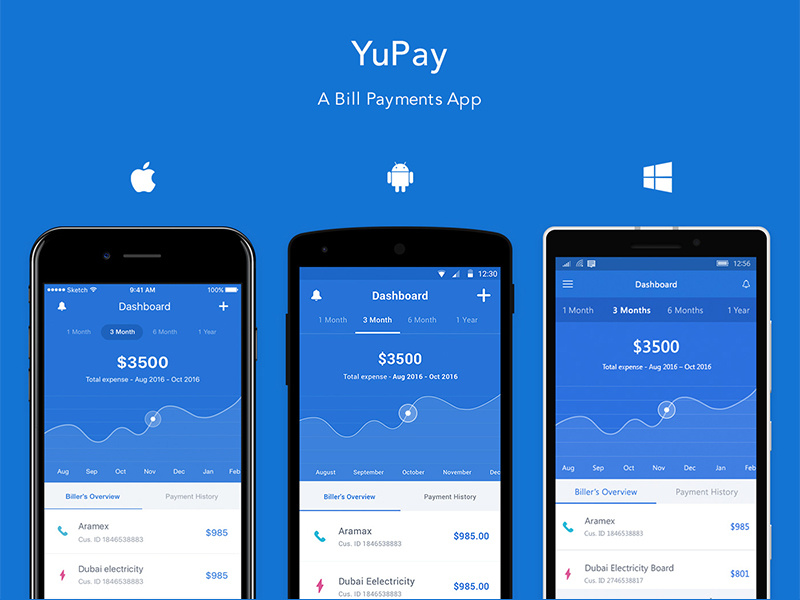 YuPay
A Bill Payments App
Sketch
9:41 AM
100%
Dashboard
1 Month
3 Month
6 Month
1 Year
$3500
Total expense - Aug 2016 - Oct 2016
Aug Sep Oct Nov Dec Jan Feb
Biller's Overview
Payment History
Aramex
Cus. ID 1846538883
$985
Dubai electricity
Cus. ID 1846538883
$985
12:30
Dashboard
1 Month
3 Month
6 Month
1 Year
$3500
Total expense - Aug 2016 - Oct 2016
August September October November Dec
Biller's Overview
Payment History
Aramax
Cus. ID 1846538883
$985.00
Dubai Eelectricity
Cus. ID 1846538883
$985.00
12:56
Dashboard
1 Month
3 Months
6 Months
1 Year
$3500
Total expense - Aug 2016 – Oct 2016
Aug Sep Oct Nov Dec Jan Feb
Biller's Overview
Payment History
Aramex
Cus. ID 1846538883
$985
Dubai Electricity Board
Cus. ID 2746538817
$801